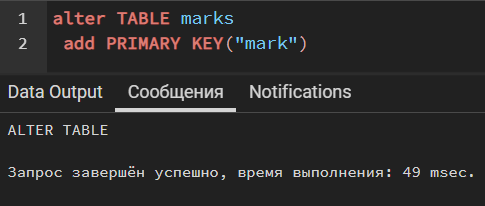 1 alter TABLE marks
2 add PRIMARY KEY("mark")
Data Output Сообщения Notifications
ALTER TABLE
Запрос завершён успешно, время выполнения: 49 msec.